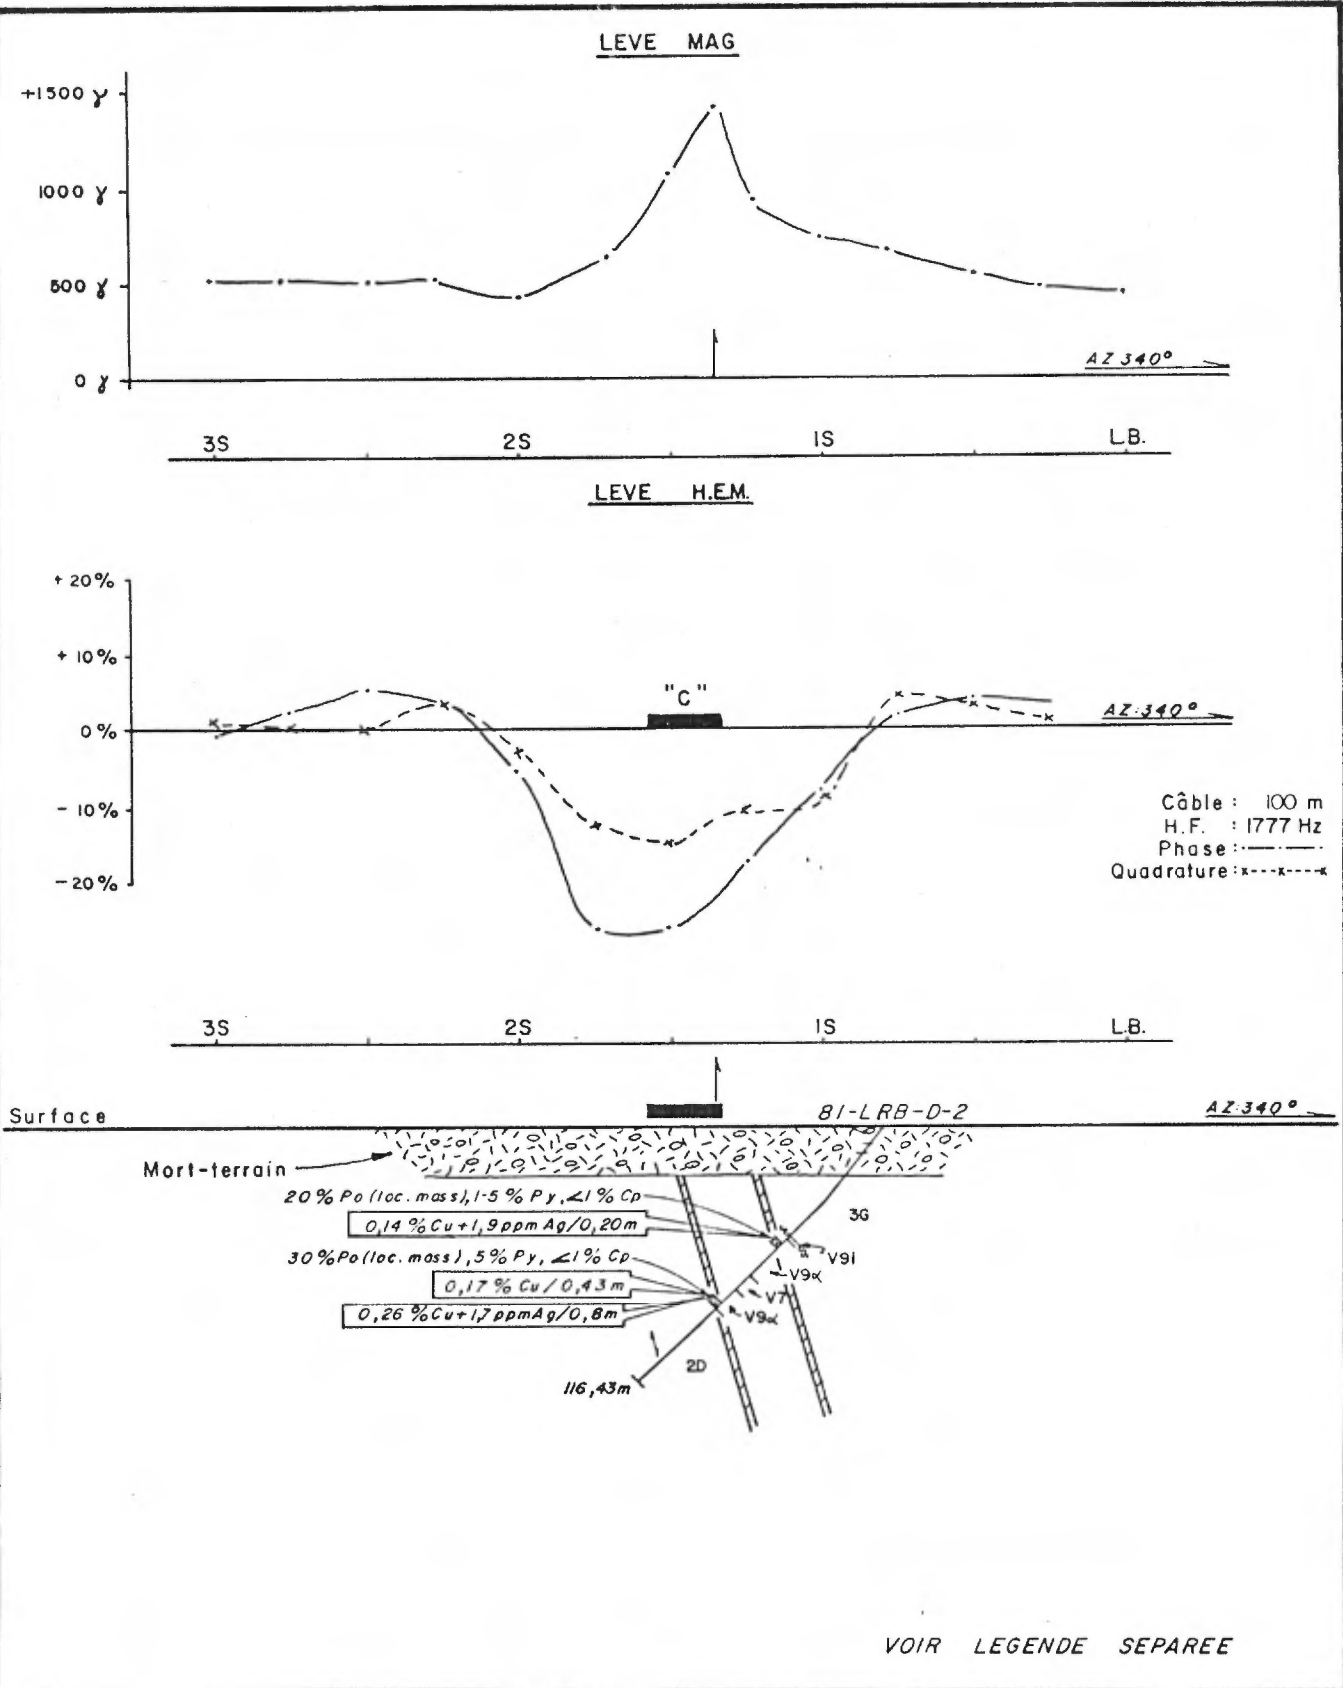 LEVE MAG
+1500 γ
1000 γ
500 γ
0 γ
AZ 340°
3S 2S 1S L.B.
LEVE H.E.M.
+ 20%
+ 10%
0%
- 10%
-20%
"C"
AZ:340°
Câble : 100 m
H.F. : 1777 Hz
Phase :
Quadrature : x---x----x
3S 2S 1S L.B.
Surface
81-LRB-D-2
AZ:340°
Mort-terrain
20% Po (loc. mass), 1-5% Py, <1% Cp
0,14 % Cu + 1,9 ppm Ag/0,20m
30% Po (loc. mass), 5% Py, <1% Cp
0,17 % Cu / 0,43 m
0,26 % Cu + 1,7 ppm Ag/0,8m
3G
V9i
V9α
V7
V9α
2D
116,43m
VOIR LEGENDE SEPAREE